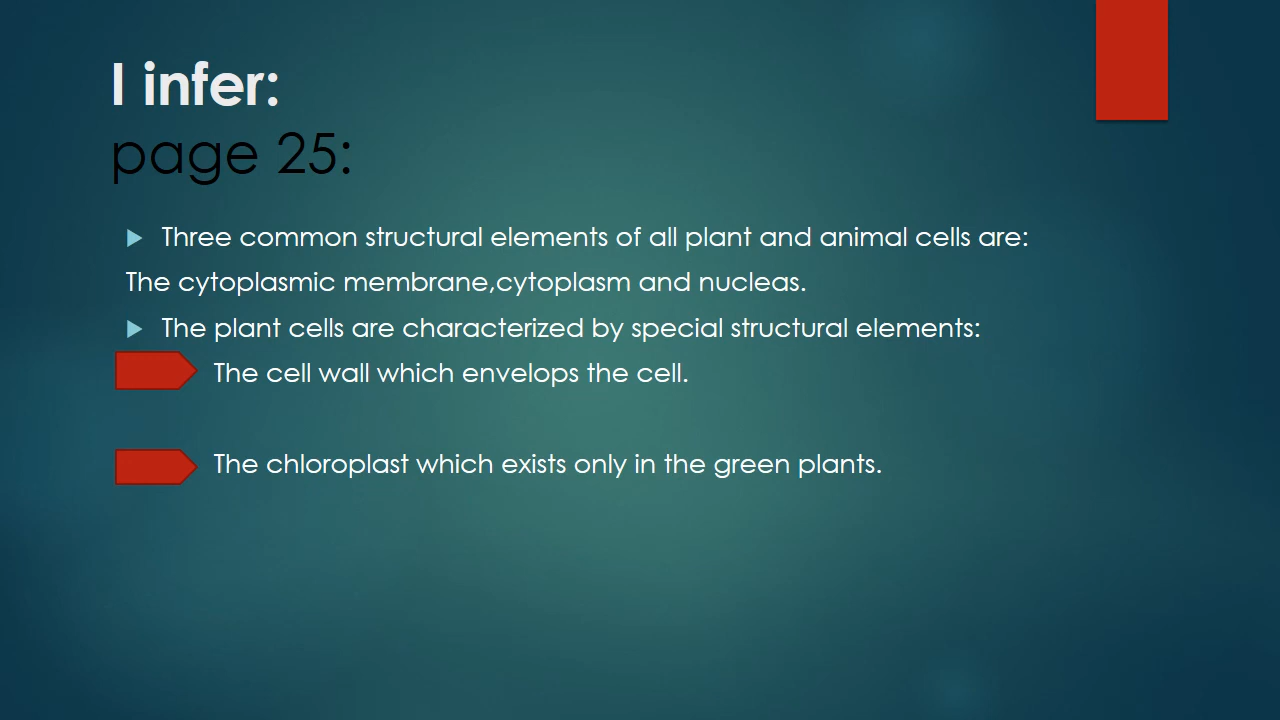 I infer:
page 25:
Three common structural elements of all plant and animal cells are:
The cytoplasmic membrane,cytoplasm and nucleas.
The plant cells are characterized by special structural elements:
The cell wall which envelops the cell.
The chloroplast which exists only in the green plants.